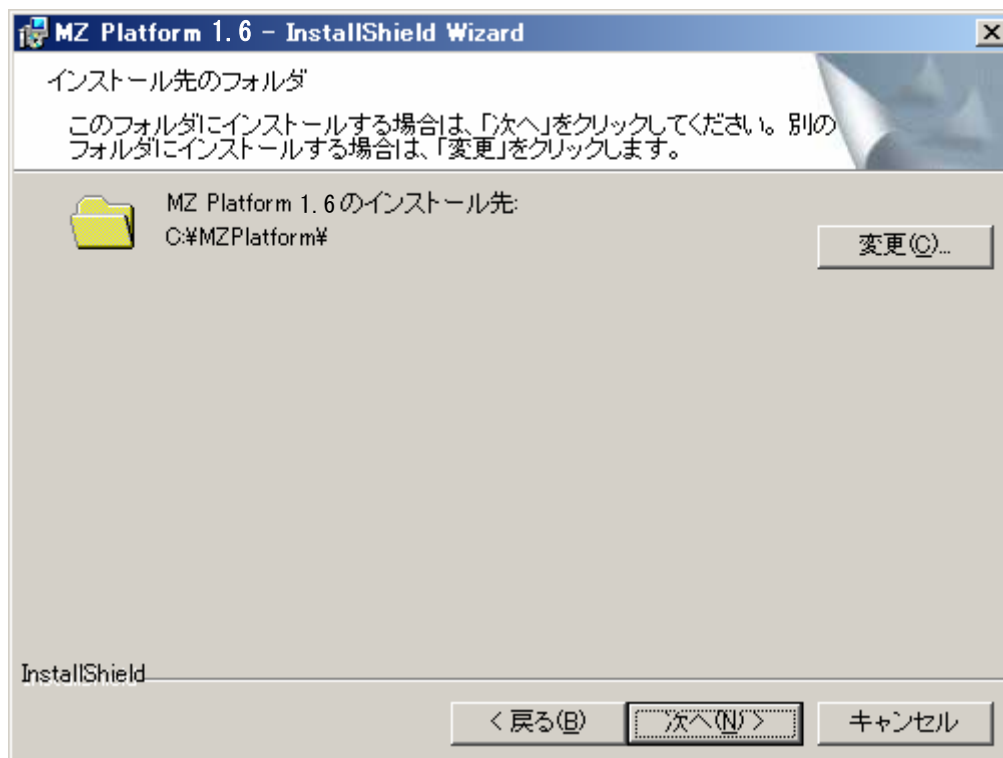 MZ Platform 1.6 - InstallShield Wizard
インストール先のフォルダ
このフォルダにインストールする場合は、「次へ」をクリックしてください。別の
フォルダにインストールする場合は、「変更」をクリックします。
MZ Platform 1.6のインストール先:
C:¥MZPlatform¥
変更(C)...
InstallShield
< 戻る(B)
次へ(N) >
キャンセル